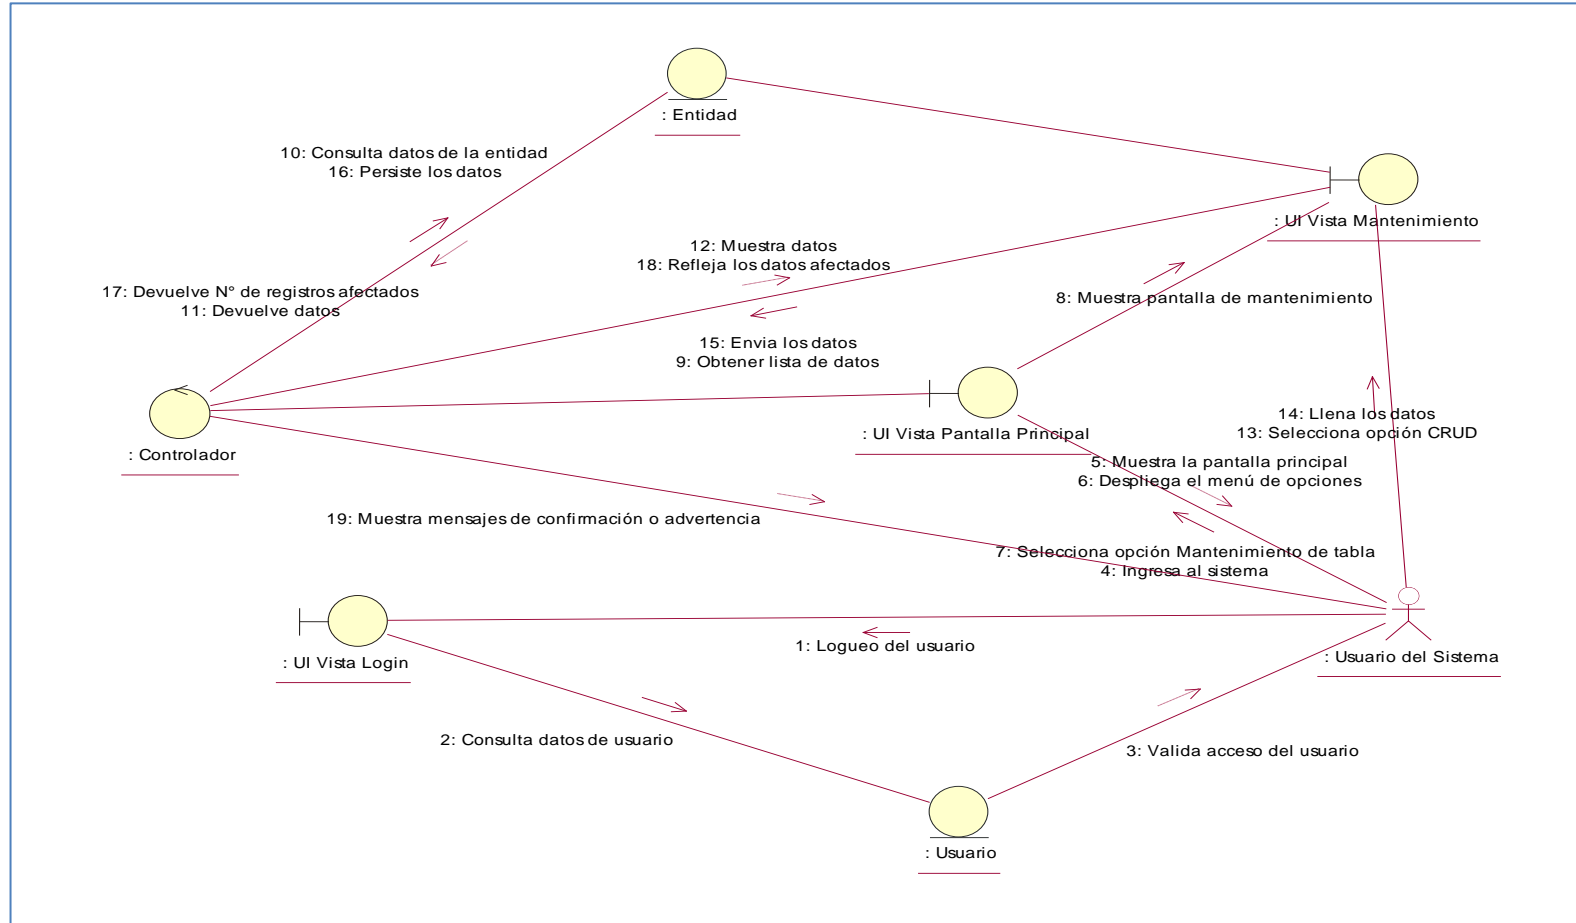 : Entidad
10: Consulta datos de la entidad
16: Persiste los datos
: UI Vista Mantenimiento
12: Muestra datos
18: Refleja los datos afectados
17: Devuelve N° de registros afectados
11: Devuelve datos
8: Muestra pantalla de mantenimiento
15: Envia los datos
9: Obtener lista de datos
14: Llena los datos
13: Selecciona opción CRUD
: UI Vista Pantalla Principal
: Controlador
5: Muestra la pantalla principal
6: Despliega el menú de opciones
19: Muestra mensajes de confirmación o advertencia
7: Selecciona opción Mantenimiento de tabla
4: Ingresa al sistema
1: Logueo del usuario
: UI Vista Login
: Usuario del Sistema
2: Consulta datos de usuario
3: Valida acceso del usuario
: Usuario